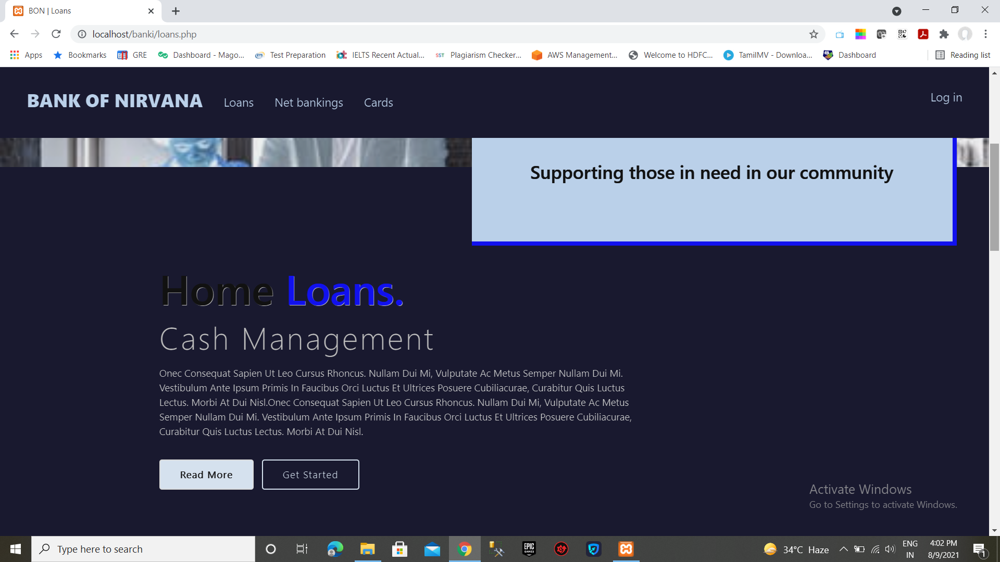 BON | Loans
localhost/banki/loans.php
Apps
Bookmarks
GRE
Dashboard - Mago...
Test Preparation
IELTS Recent Actual...
SST
Plagiarism Checker...
AWS Management...
Welcome to HDFC...
TamilMV - Downloa...
Dashboard
Reading list
BANK OF NIRVANA
Loans
Net bankings
Cards
Log in
Supporting those in need in our community
Home Loans.
Cash Management
Onec Consequat Sapien Ut Leo Cursus Rhoncus. Nullam Dui Mi, Vulputate Ac Metus Semper Nullam Dui Mi.
Vestibulum Ante Ipsum Primis In Faucibus Orci Luctus Et Ultrices Posuere Cubiliacurae, Curabitur Quis Luctus
Lectus. Morbi At Dui Nisl.Onec Consequat Sapien Ut Leo Cursus Rhoncus. Nullam Dui Mi, Vulputate Ac Metus
Semper Nullam Dui Mi. Vestibulum Ante Ipsum Primis In Faucibus Orci Luctus Et Ultrices Posuere Cubiliacurae,
Curabitur Quis Luctus Lectus. Morbi At Dui Nisl.
Read More
Get Started
Activate Windows
Go to Settings to activate Windows.
Type here to search
EPIC
GAMES
34°C Haze
ENG
IN
4:02 PM
8/9/2021
1